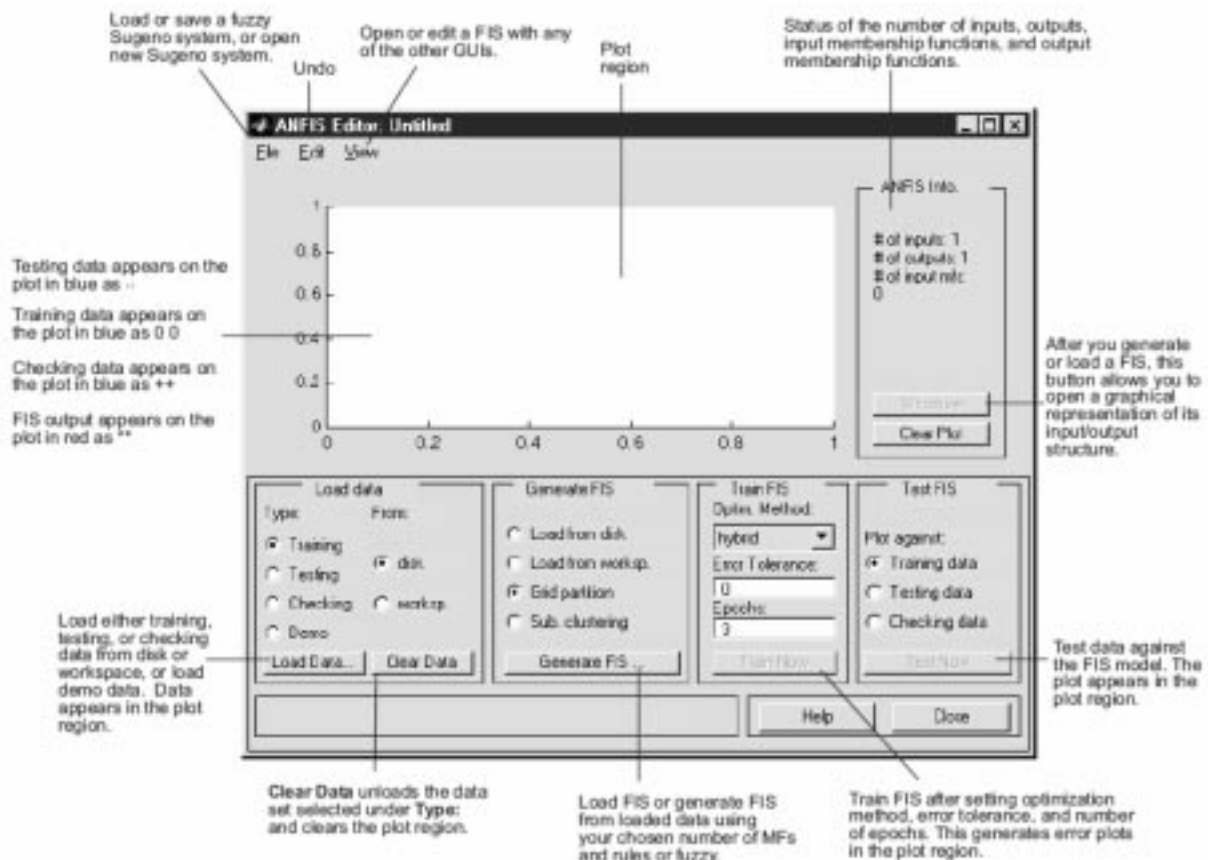 Load or save a fuzzy
Sugeno system, or open
new Sugeno system.
Undo
Open or edit a FIS with any
of the other GUIs.
Plot
region
Status of the number of inputs, outputs,
input membership functions, and output
membership functions.
ANFIS Editor: Untitled
File Edit View
ANFIS Info.
# of inputs: 1
# of outputs: 1
# of input mfs:
0
Structure
Clear Plot
1
0.8
0.6
0.4
0.2
0
0 0.2 0.4 0.6 0.8 1
Testing data appears on the
plot in blue as ··
Training data appears on
the plot in blue as 0 0
Checking data appears on
the plot in blue as ++
FIS output appears on the
plot in red as **
After you generate
or load a FIS, this
button allows you to
open a graphical
representation of its
input/output
structure.
Load data
Type: From:
Training
Testing
Checking
Demo
disk
worksp.
Load Data... Clear Data
Generate FIS
Load from disk
Load from worksp.
Grid partition
Sub. clustering
Generate FIS ...
Train FIS
Optim. Method:
hybrid
Error Tolerance:
0
Epochs:
3
Train Now
Test FIS
Plot against:
Training data
Testing data
Checking data
Test Now
Help Close
Load either training,
testing, or checking
data from disk or
workspace, or load
demo data. Data
appears in the plot
region.
Test data against
the FIS model. The
plot appears in the
plot region.
Clear Data unloads the data
set selected under Type:
and clears the plot region.
Load FIS or generate FIS
from loaded data using
your chosen number of MFs
and rules or fuzzy.
Train FIS after setting optimization
method, error tolerance, and number
of epochs. This generates error plots
in the plot region.